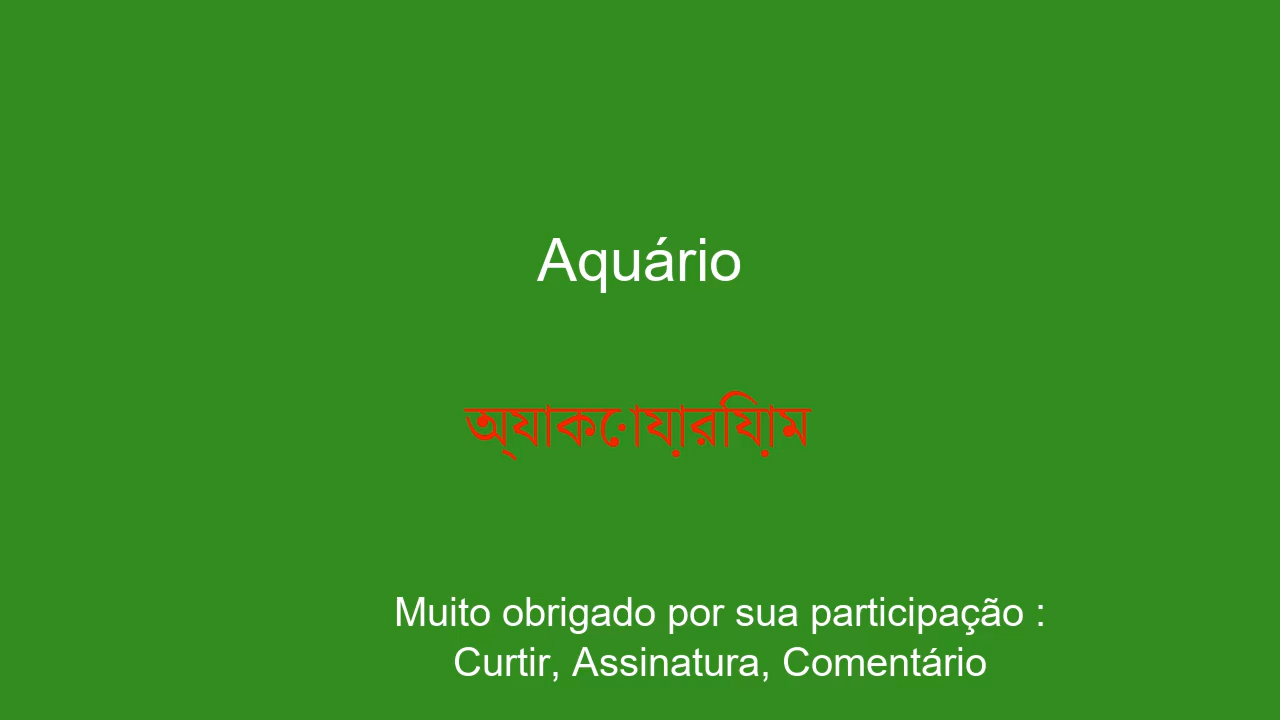 Aquário
অ্যাকোয়ারিয়াম
Muito obrigado por sua participação :
Curtir, Assinatura, Comentário